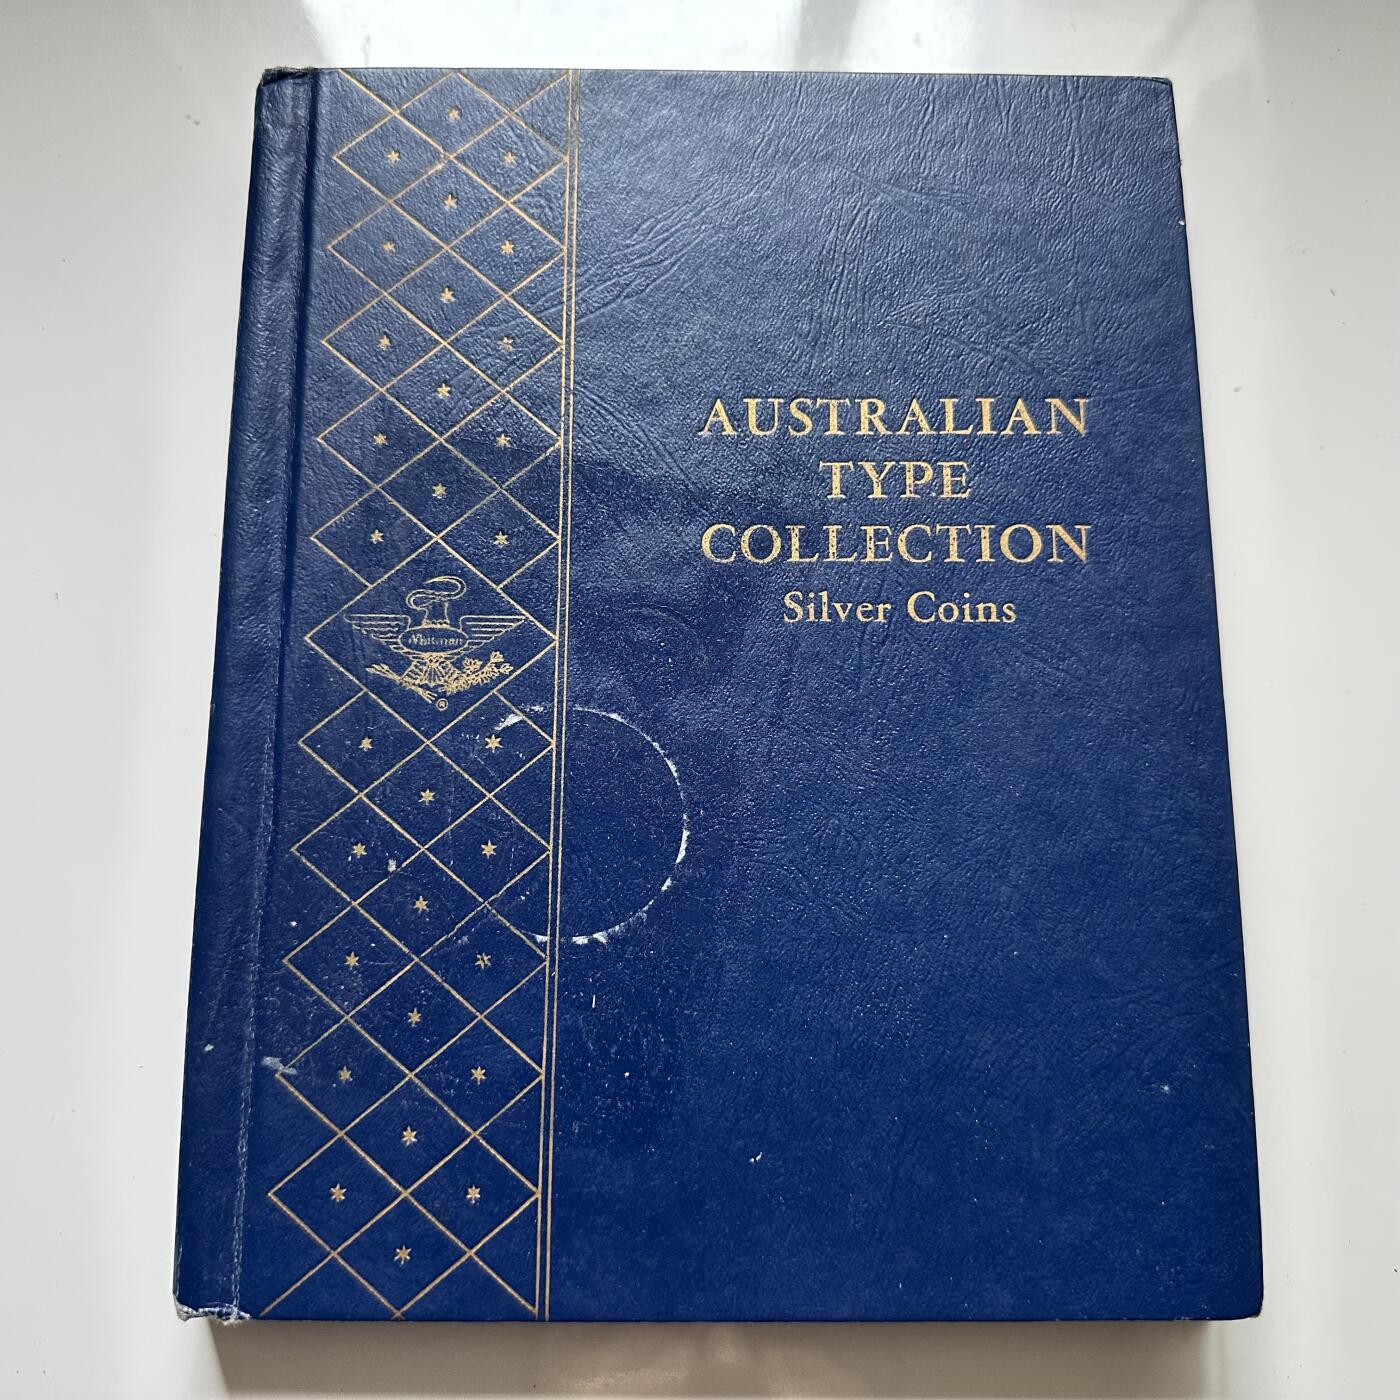 AUSTRALIAN
TYPE
COLLECTION
Silver Coins
Whitman
®